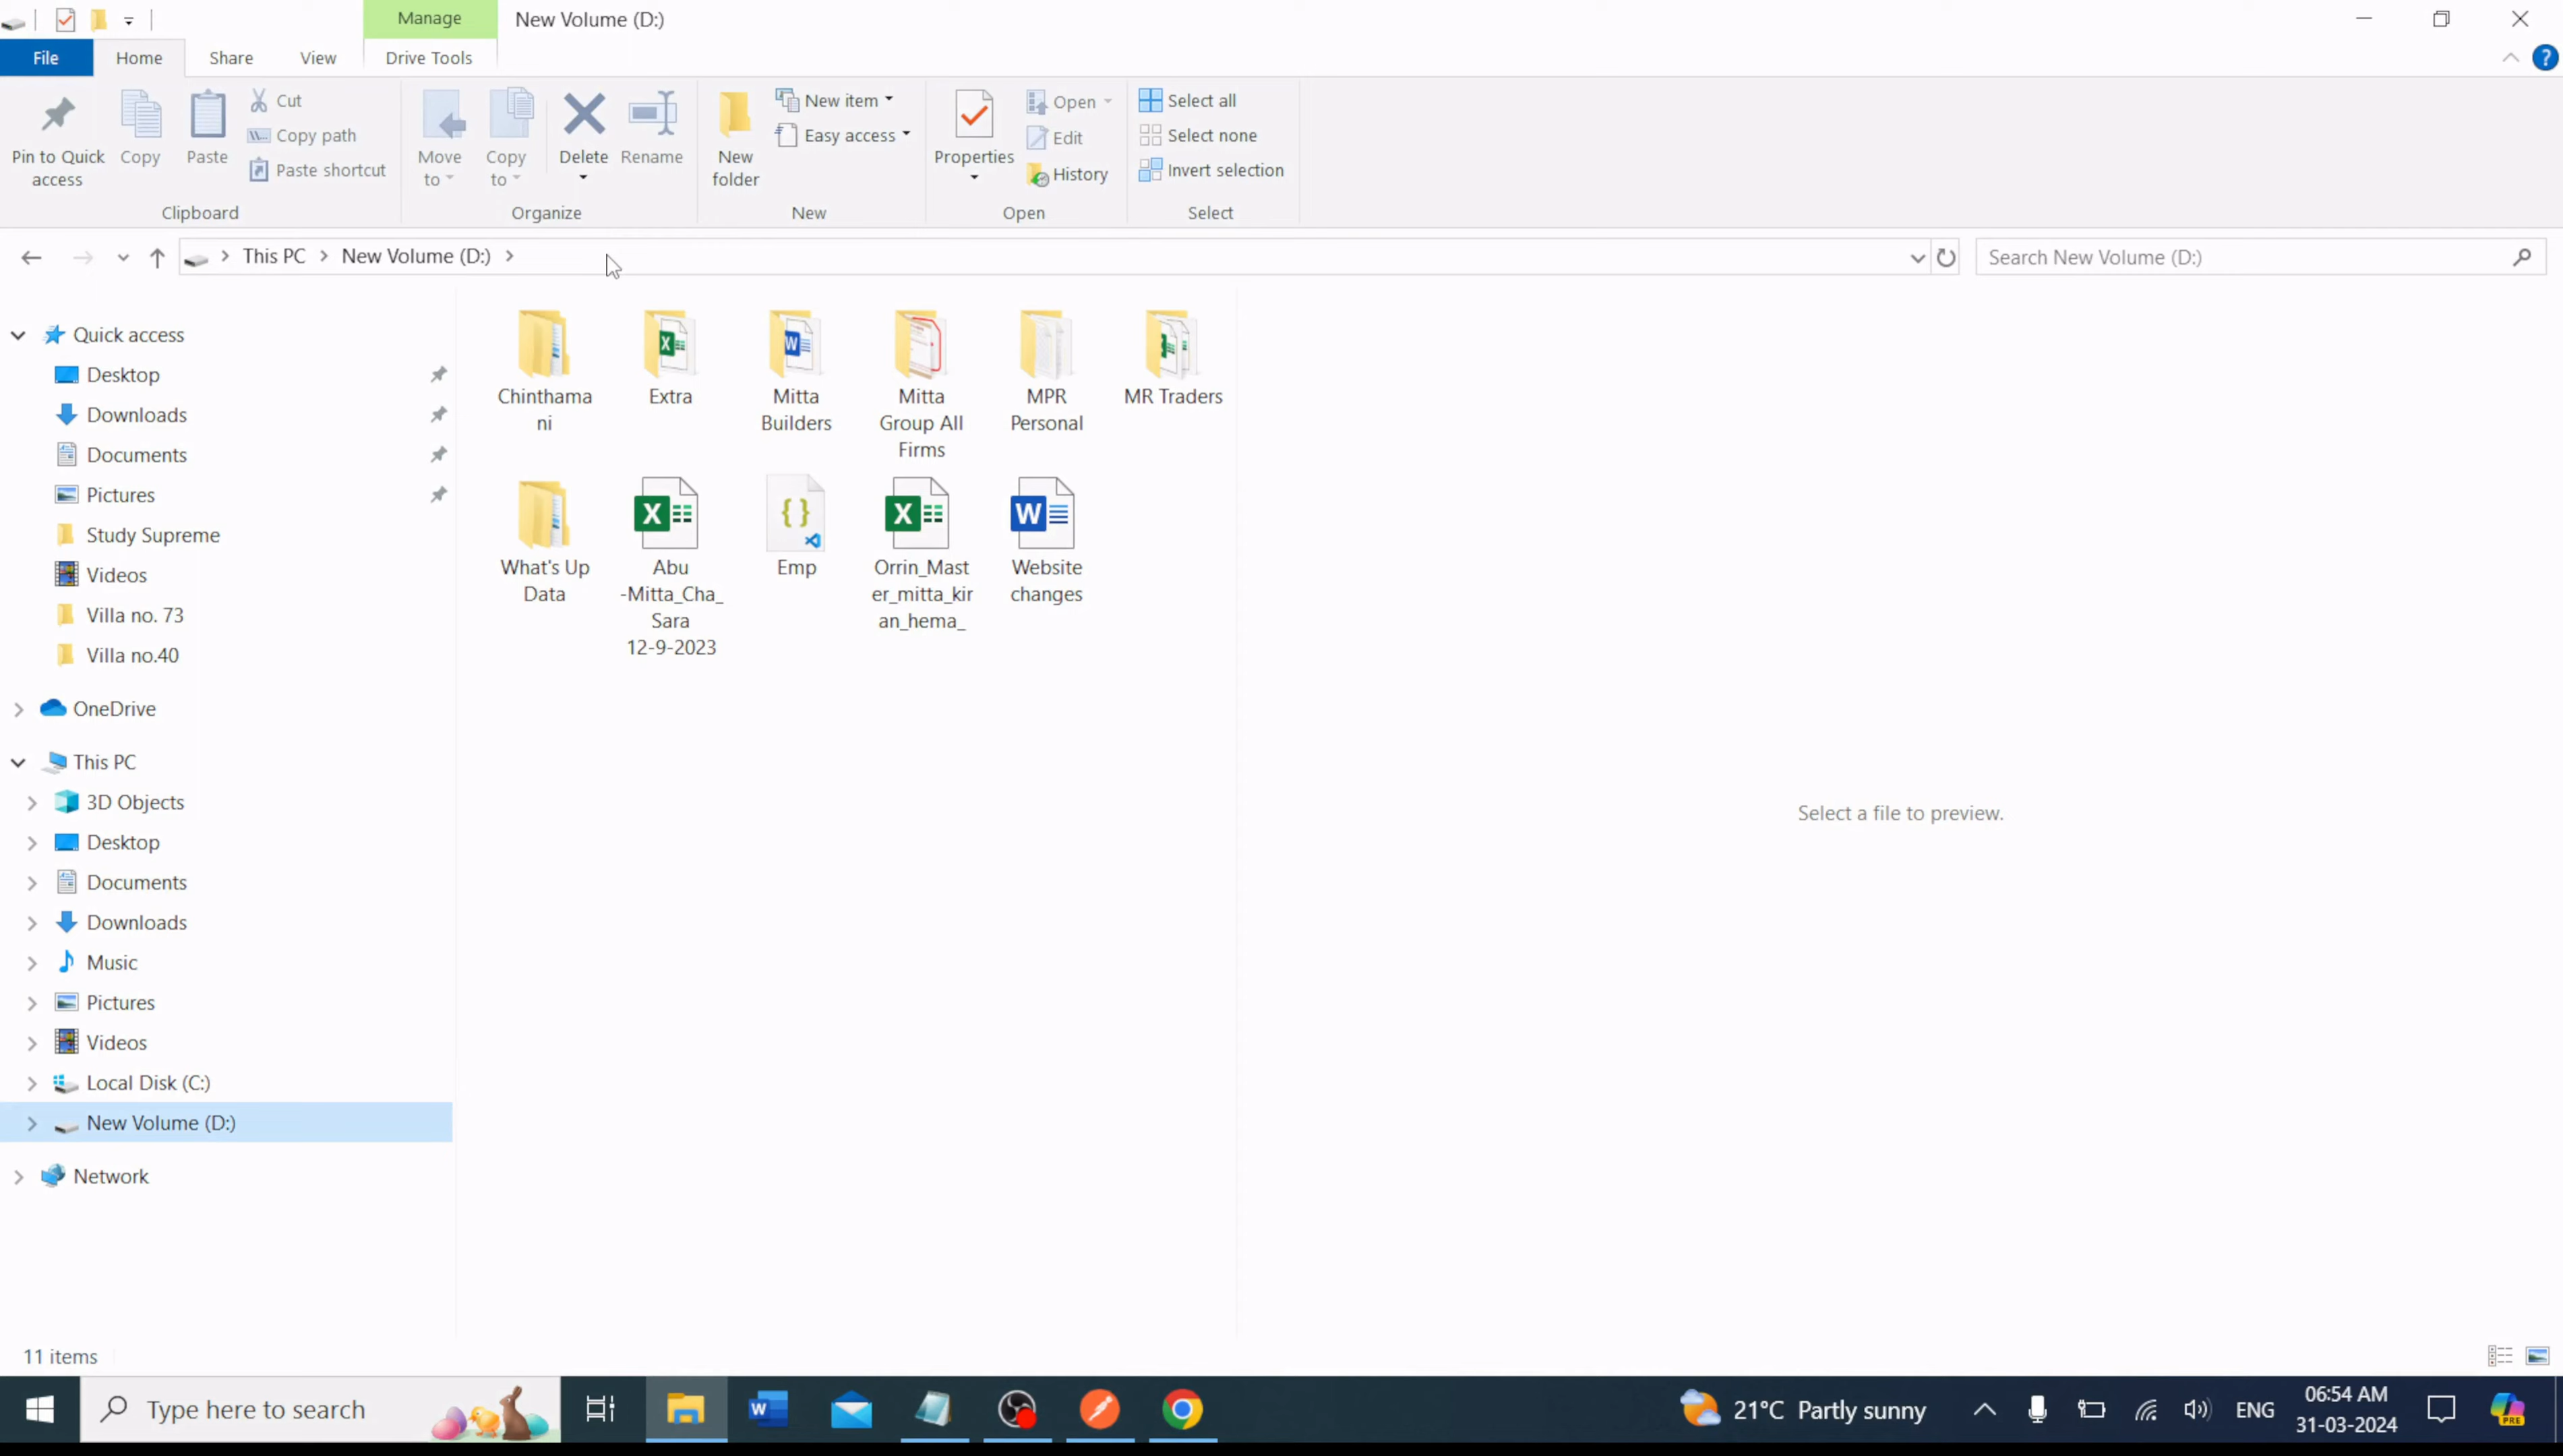 Manage
New Volume (D:)
File
Home
Share
View
Drive Tools
Pin to Quick
access
Copy
Paste
Cut
Copy path
Paste shortcut
Clipboard
Move
to
Copy
to
Delete
Rename
Organize
New
folder
New item
Easy access
New
Properties
Open
Edit
History
Open
Select all
Select none
Invert selection
Select
This PC
New Volume (D:)
Search New Volume (D:)
Quick access
Desktop
Downloads
Documents
Pictures
Study Supreme
Videos
Villa no. 73
Villa no.40
OneDrive
This PC
3D Objects
Desktop
Documents
Downloads
Music
Pictures
Videos
Local Disk (C:)
New Volume (D:)
Network
Chinthama
ni
Extra
Mitta
Builders
Mitta
Group All
Firms
MPR
Personal
MR Traders
What's Up
Data
Abu
-Mitta_Cha_
Sara
12-9-2023
Emp
Orrin_Mast
er_mitta_kir
an_hema_
Website
changes
Select a file to preview.
11 items
Type here to search
21°C Partly sunny
ENG
06:54 AM
31-03-2024
PRE